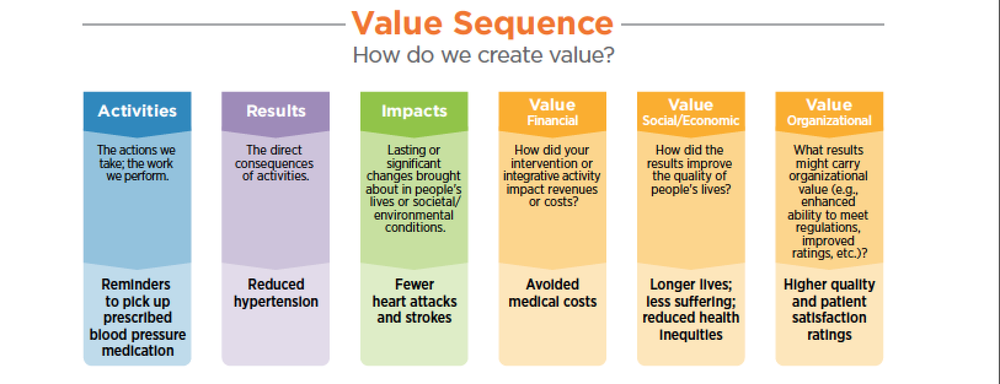 Value Sequence
How do we create value?
Activities
The actions we
take; the work
we perform.
Reminders
to pick up
prescribed
blood pressure
medication
Results
The direct
consequences
of activities.
Reduced
hypertension
Impacts
Lasting or
significant
changes brought
about in people's
lives or societal/
environmental
conditions.
Fewer
heart attacks
and strokes
Value
Financial
How did your
intervention or
integrative activity
impact revenues
or costs?
Avoided
medical costs
Value
Social/Economic
How did the
results improve
the quality of
people's lives?
Longer lives;
less suffering;
reduced health
inequities
Value
Organizational
What results
might carry
organizational
value (e.g.,
enhanced
ability to meet
regulations,
improved
ratings, etc.)?
Higher quality
and patient
satisfaction
ratings